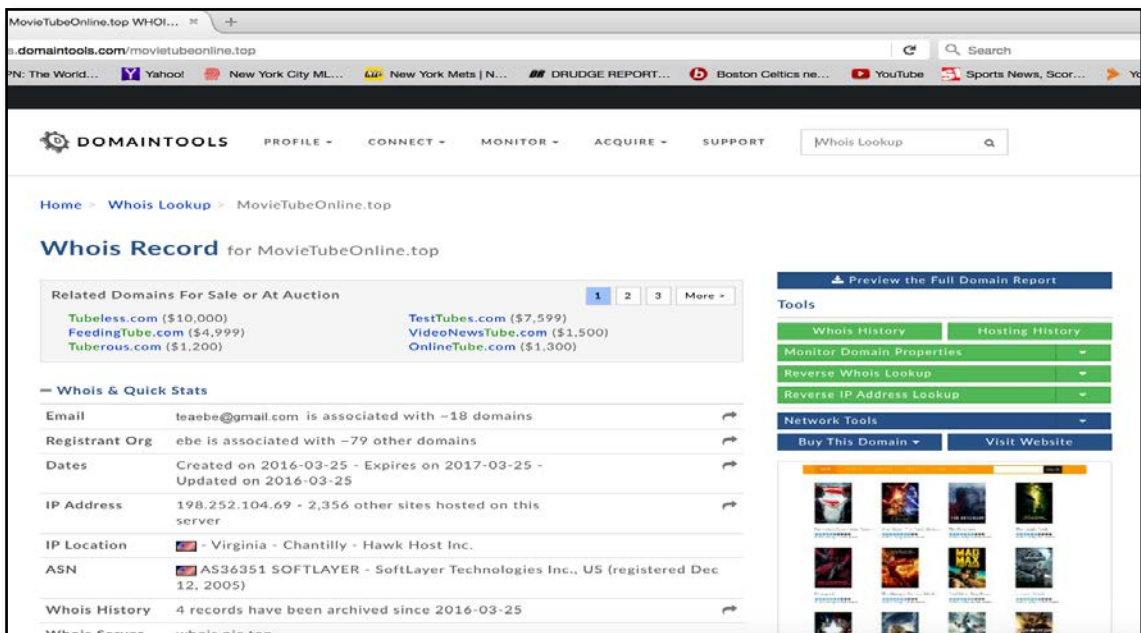 MovieTubeOnline.top WHOI... × +
s.domaintools.com/movietubeonline.top Search
PN: The World... Yahoo! New York City ML... New York Mets | N... DRUDGE REPORT... Boston Celtics ne... YouTube Sports News, Scor... Yo
DOMAINTOOLS PROFILE CONNECT MONITOR ACQUIRE SUPPORT Whois Lookup
Home > Whois Lookup > MovieTubeOnline.top
Whois Record for MovieTubeOnline.top
Related Domains For Sale or At Auction 1 2 3 More >
Tubeless.com ($10,000) TestTubes.com ($7,599)
FeedingTube.com ($4,999) VideoNewsTube.com ($1,500)
Tuberous.com ($1,200) OnlineTube.com ($1,300)
— Whois & Quick Stats
Email teaebe@gmail.com is associated with ~18 domains
Registrant Org ebe is associated with ~79 other domains
Dates Created on 2016-03-25 - Expires on 2017-03-25 -
Updated on 2016-03-25
IP Address 198.252.104.69 - 2,356 other sites hosted on this
server
IP Location - Virginia - Chantilly - Hawk Host Inc.
ASN AS36351 SOFTLAYER - SoftLayer Technologies Inc., US (registered Dec
12, 2005)
Whois History 4 records have been archived since 2016-03-25
Whois Server whois.nic.top
Preview the Full Domain Report
Tools
Whois History Hosting History
Monitor Domain Properties
Reverse Whois Lookup
Reverse IP Address Lookup
Network Tools
Buy This Domain Visit Website
MAD
MAX